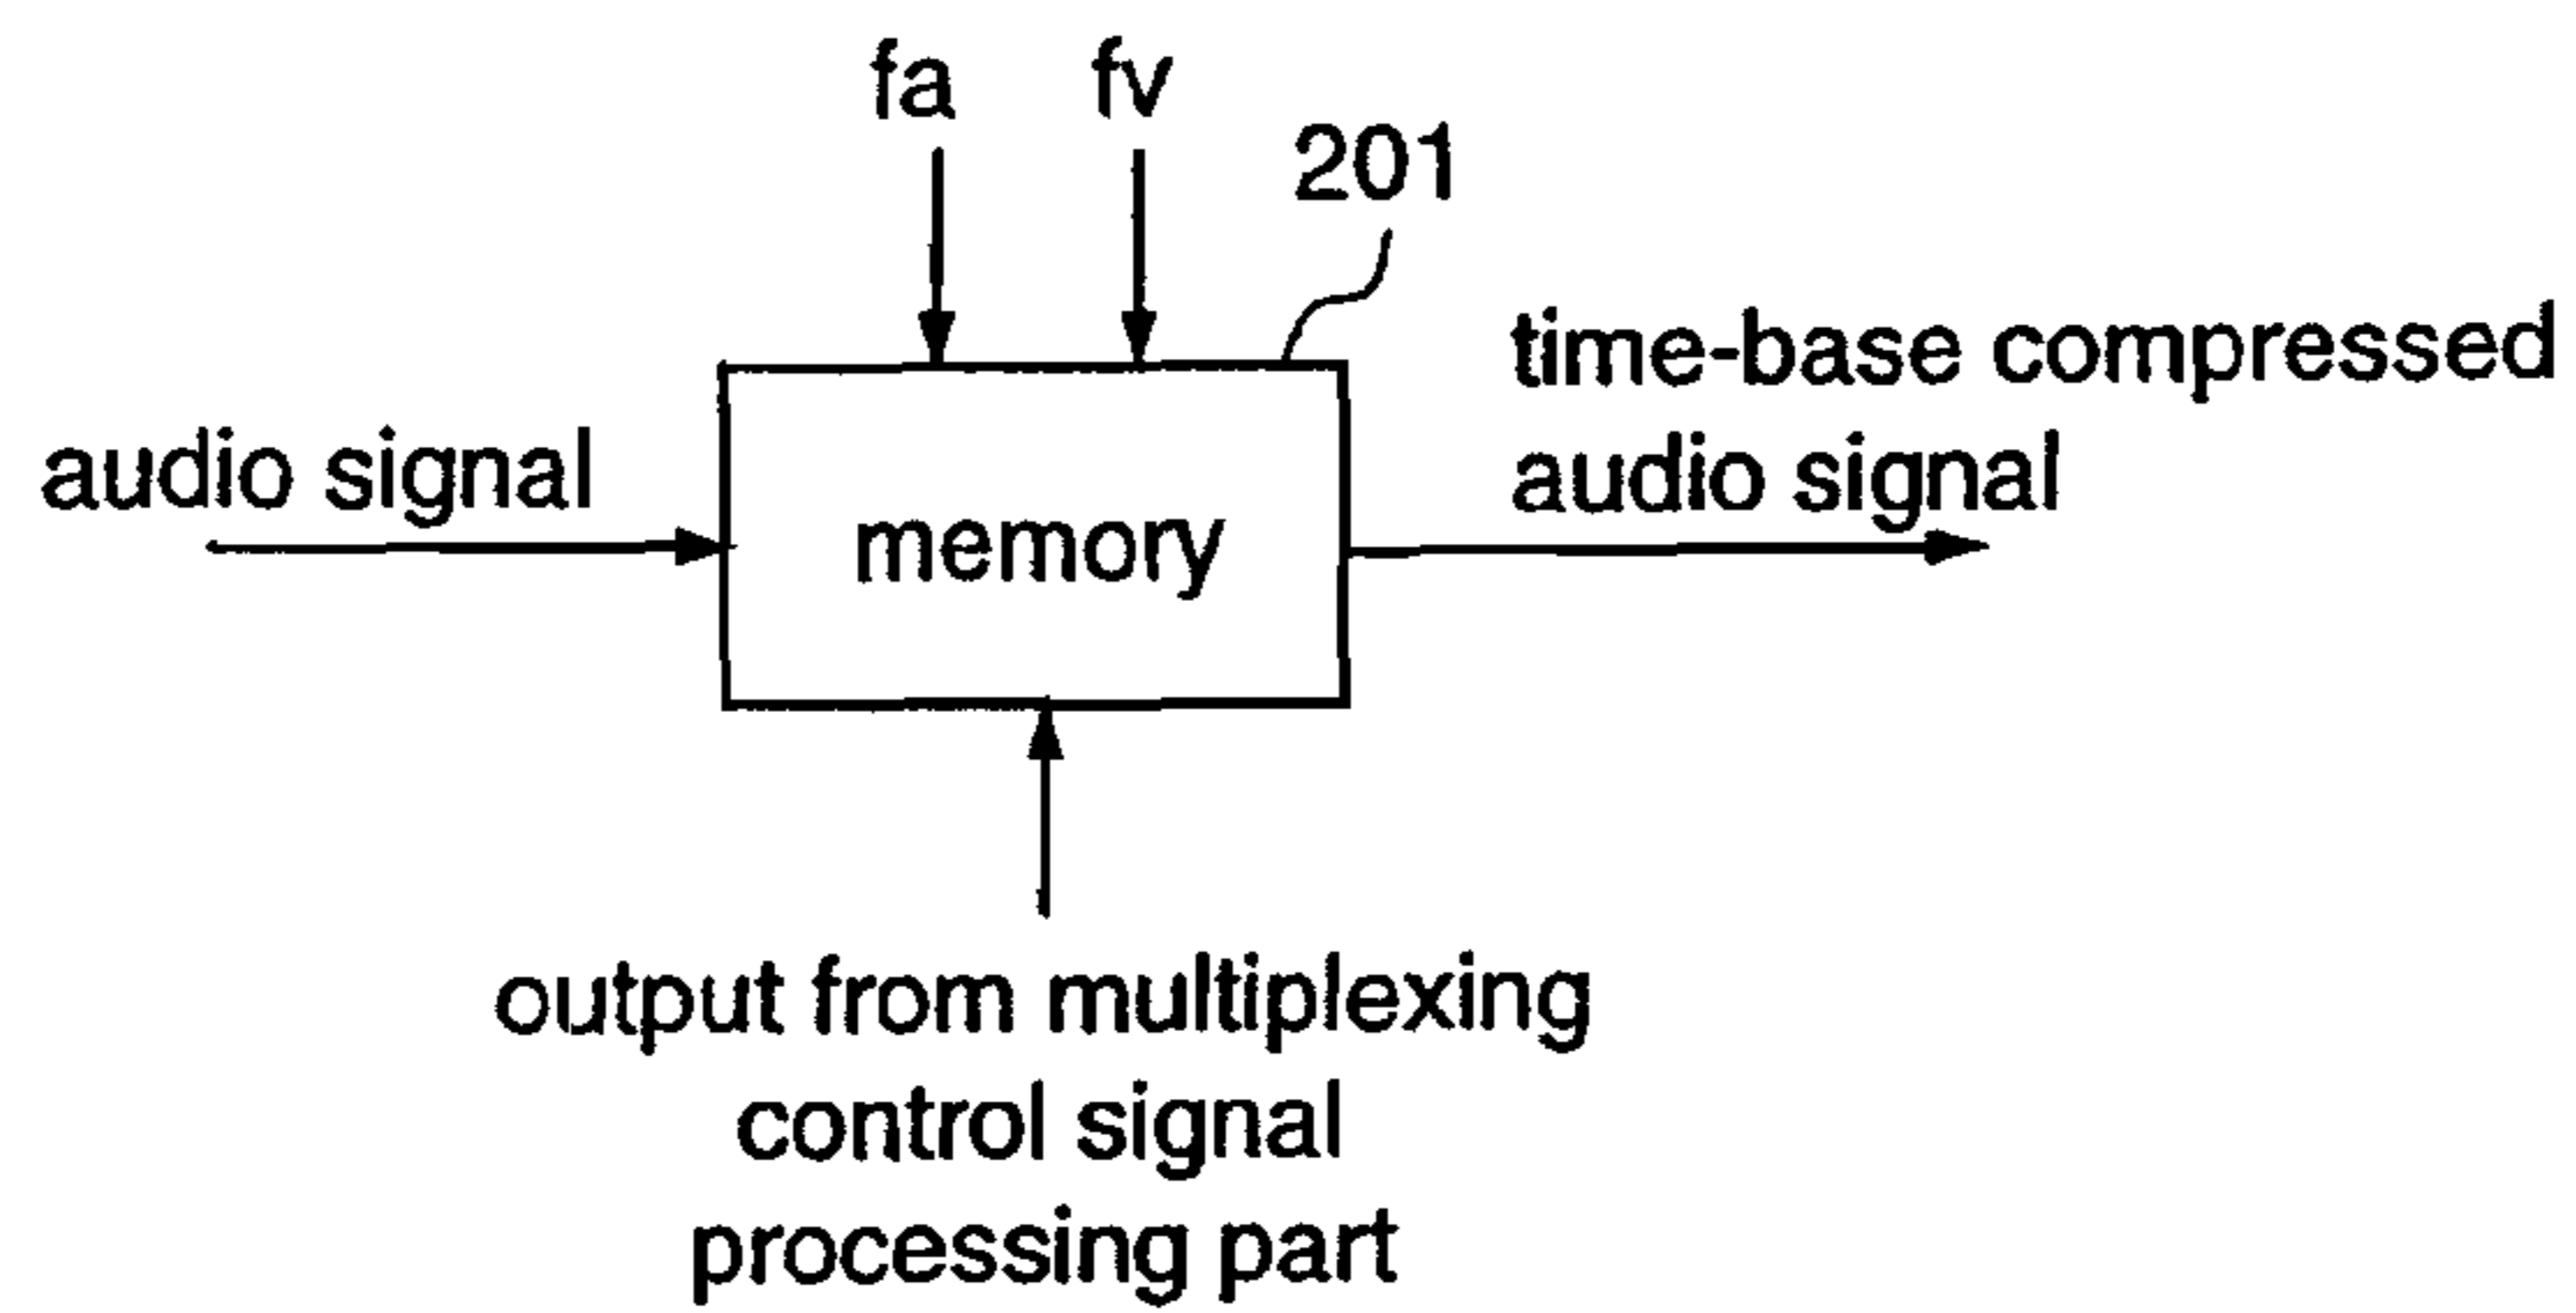 fa fv
201
time-base compressed
audio signal
audio signal
memory
output from multiplexing
control signal
processing part